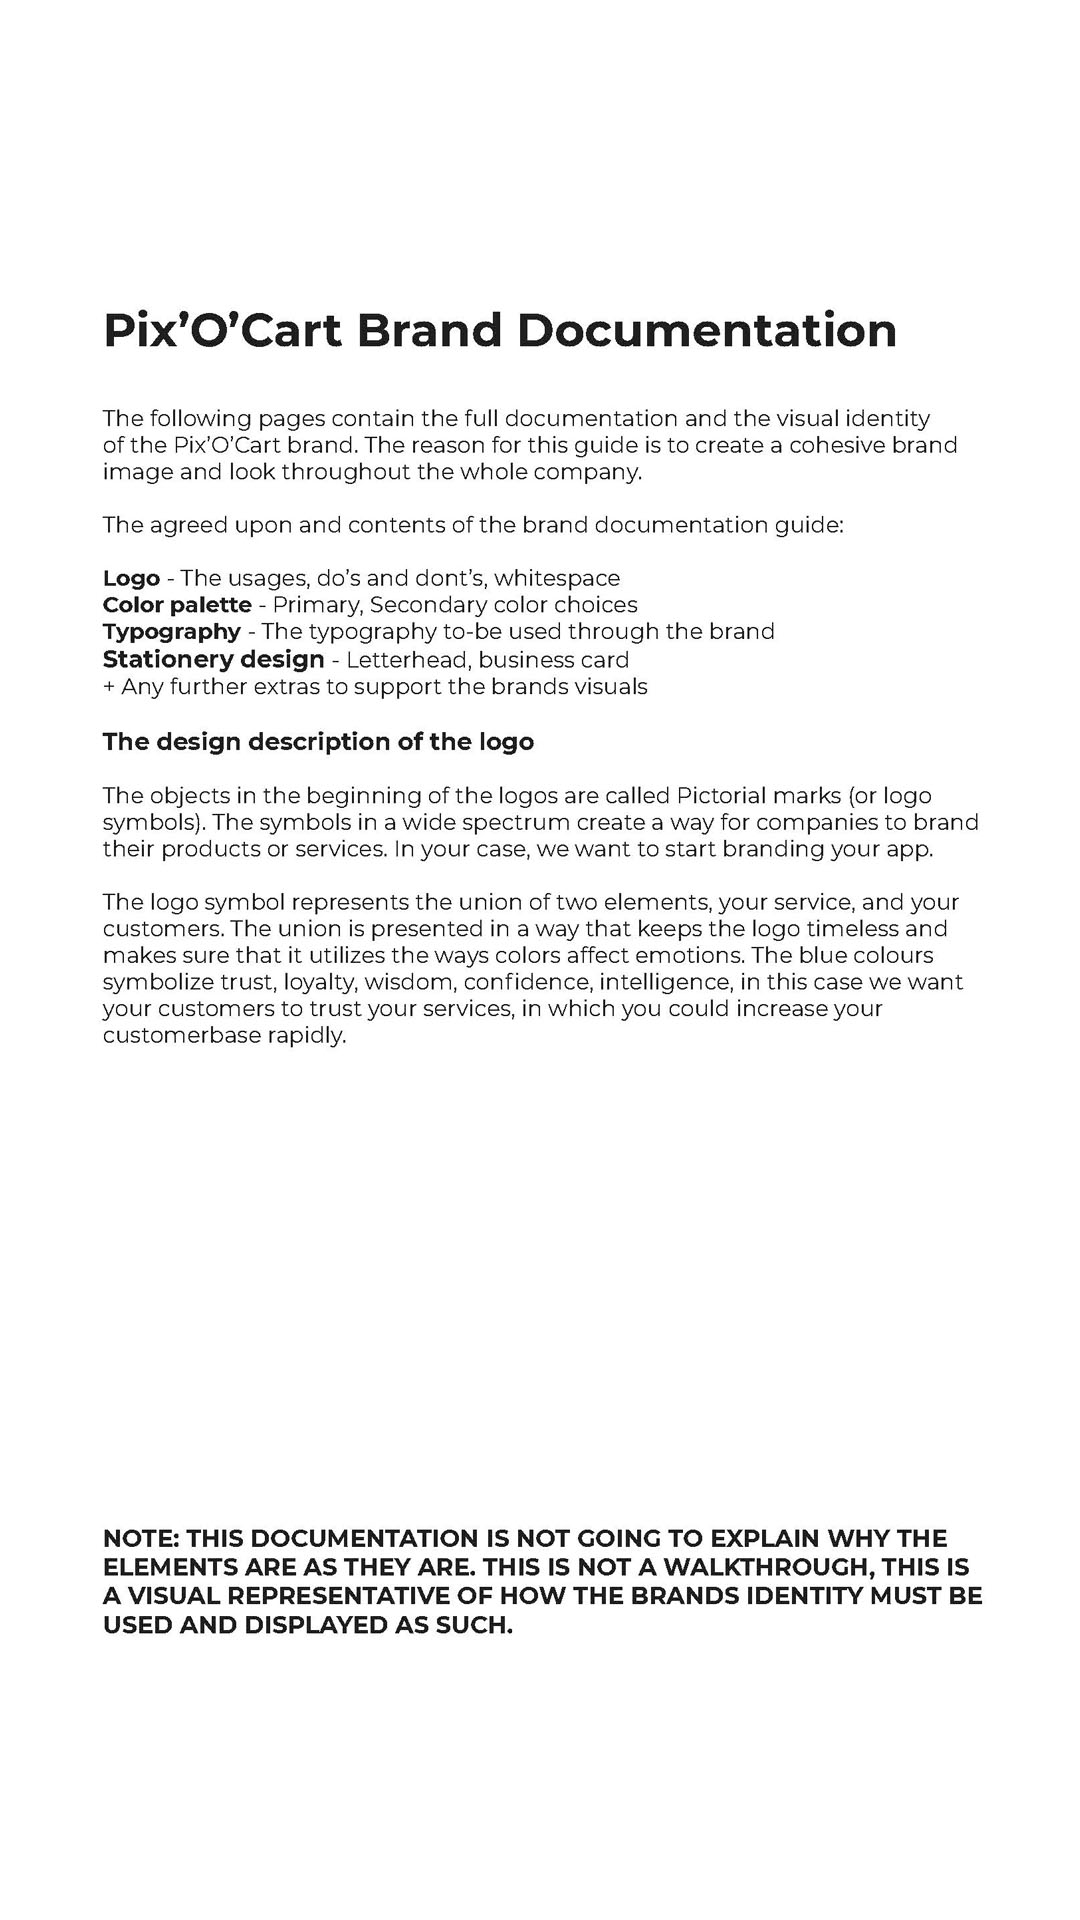 Pix’O’Cart Brand Documentation
The following pages contain the full documentation and the visual identity
of the Pix’O’Cart brand. The reason for this guide is to create a cohesive brand
image and look throughout the whole company.
The agreed upon and contents of the brand documentation guide:
Logo - The usages, do’s and dont’s, whitespace
Color palette - Primary, Secondary color choices
Typography - The typography to-be used through the brand
Stationery design - Letterhead, business card
+ Any further extras to support the brands visuals
The design description of the logo
The objects in the beginning of the logos are called Pictorial marks (or logo
symbols). The symbols in a wide spectrum create a way for companies to brand
their products or services. In your case, we want to start branding your app.
The logo symbol represents the union of two elements, your service, and your
customers. The union is presented in a way that keeps the logo timeless and
makes sure that it utilizes the ways colors affect emotions. The blue colours
symbolize trust, loyalty, wisdom, confidence, intelligence, in this case we want
your customers to trust your services, in which you could increase your
customerbase rapidly.
NOTE: THIS DOCUMENTATION IS NOT GOING TO EXPLAIN WHY THE
ELEMENTS ARE AS THEY ARE. THIS IS NOT A WALKTHROUGH, THIS IS
A VISUAL REPRESENTATIVE OF HOW THE BRANDS IDENTITY MUST BE
USED AND DISPLAYED AS SUCH.